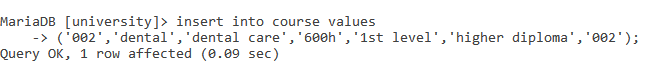 MariaDB [university]> insert into course values
-> ('002','dental','dental care','600h','1st level','higher diploma','002');
Query OK, 1 row affected (0.09 sec)